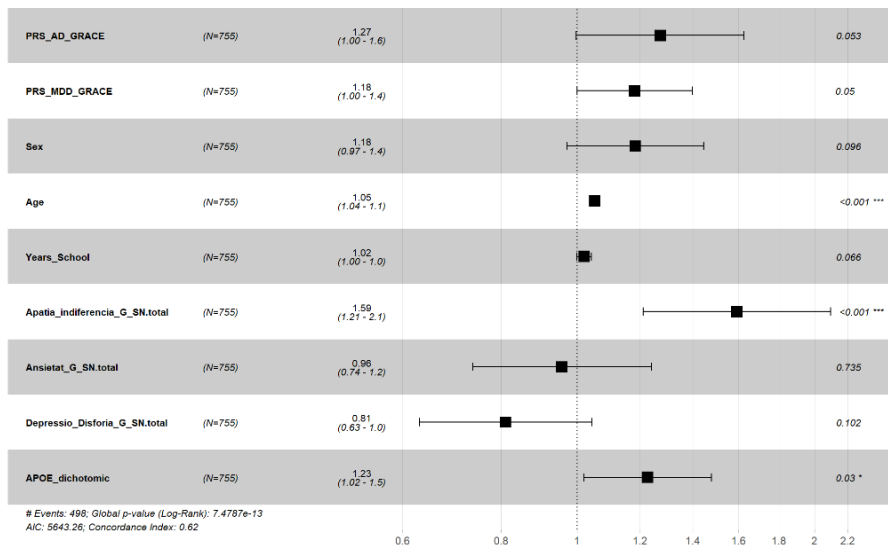 PRS_AD_GRACE (N=755) 1.27 0.053
(1.00 - 1.6)
PRS_MDD_GRACE (N=755) 1.18 0.05
(1.00 - 1.4)
Sex (N=755) 1.18 0.096
(0.97 - 1.4)
Age (N=755) 1.05 <0.001 ***
(1.04 - 1.1)
Years_School (N=755) 1.02 0.066
(1.00 - 1.0)
Apatia_indiferencia_G_SN.total (N=755) 1.59 <0.001 ***
(1.21 - 2.1)
Ansietat_G_SN.total (N=755) 0.96 0.735
(0.74 - 1.2)
Depressio_Disforia_G_SN.total (N=755) 0.81 0.102
(0.63 - 1.0)
APOE_dichotomic (N=755) 1.23 0.03 *
(1.02 - 1.5)
# Events: 498; Global p-value (Log-Rank): 7.4787e-13
AIC: 5643.26; Concordance Index: 0.62
0.6 0.8 1 1.2 1.4 1.6 1.8 2 2.2